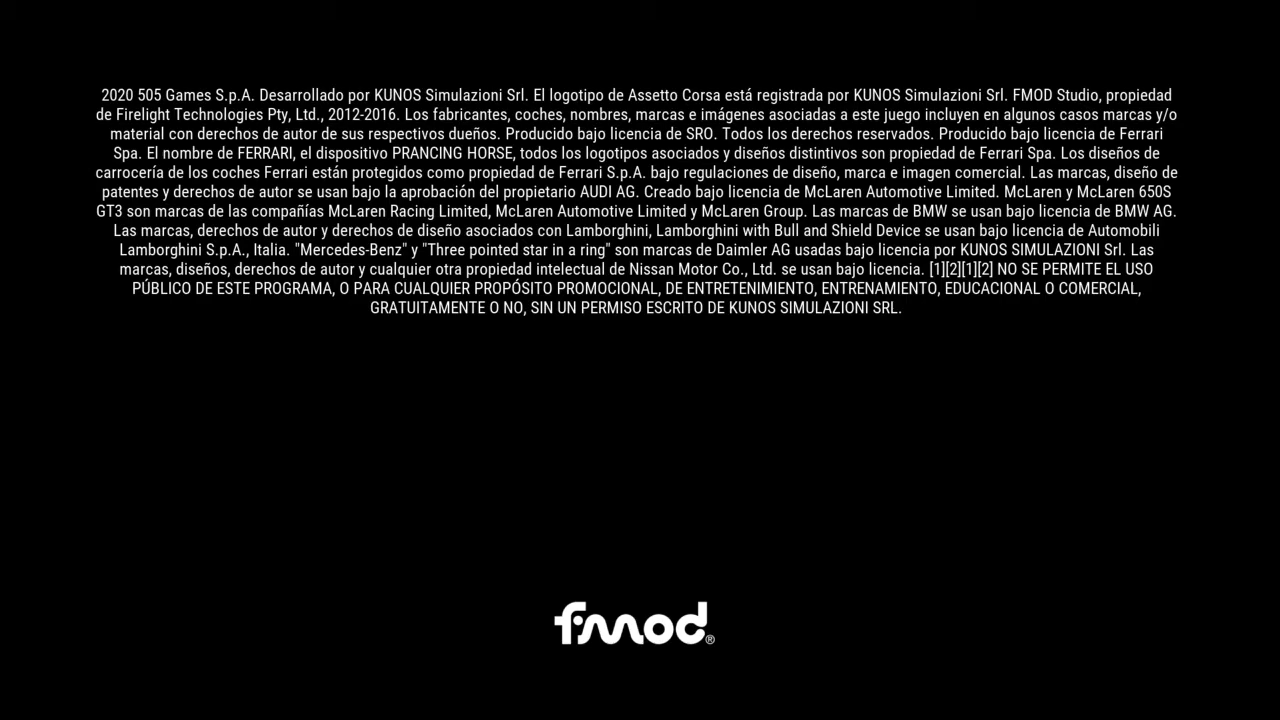 2020 505 Games S.p.A. Desarrollado por KUNOS Simulazioni Srl. El logotipo de Assetto Corsa está registrada por KUNOS Simulazioni Srl. FMOD Studio, propiedad
de Firelight Technologies Pty, Ltd., 2012-2016. Los fabricantes, coches, nombres, marcas e imágenes asociadas a este juego incluyen en algunos casos marcas y/o
material con derechos de autor de sus respectivos dueños. Producido bajo licencia de SRO. Todos los derechos reservados. Producido bajo licencia de Ferrari
Spa. El nombre de FERRARI, el dispositivo PRANCING HORSE, todos los logotipos asociados y diseños distintivos son propiedad de Ferrari Spa. Los diseños de
carrocería de los coches Ferrari están protegidos como propiedad de Ferrari S.p.A. bajo regulaciones de diseño, marca e imagen comercial. Las marcas, diseño de
patentes y derechos de autor se usan bajo la aprobación del propietario AUDI AG. Creado bajo licencia de McLaren Automotive Limited. McLaren y McLaren 650S
GT3 son marcas de las compañías McLaren Racing Limited, McLaren Automotive Limited y McLaren Group. Las marcas de BMW se usan bajo licencia de BMW AG.
Las marcas, derechos de autor y derechos de diseño asociados con Lamborghini, Lamborghini with Bull and Shield Device se usan bajo licencia de Automobili
Lamborghini S.p.A., Italia. "Mercedes-Benz" y "Three pointed star in a ring" son marcas de Daimler AG usadas bajo licencia por KUNOS SIMULAZIONI Srl. Las
marcas, diseños, derechos de autor y cualquier otra propiedad intelectual de Nissan Motor Co., Ltd. se usan bajo licencia. [1][2][1][2] NO SE PERMITE EL USO
PÚBLICO DE ESTE PROGRAMA, O PARA CUALQUIER PROPÓSITO PROMOCIONAL, DE ENTRETENIMIENTO, ENTRENAMIENTO, EDUCACIONAL O COMERCIAL,
GRATUITAMENTE O NO, SIN UN PERMISO ESCRITO DE KUNOS SIMULAZIONI SRL.
fmod®